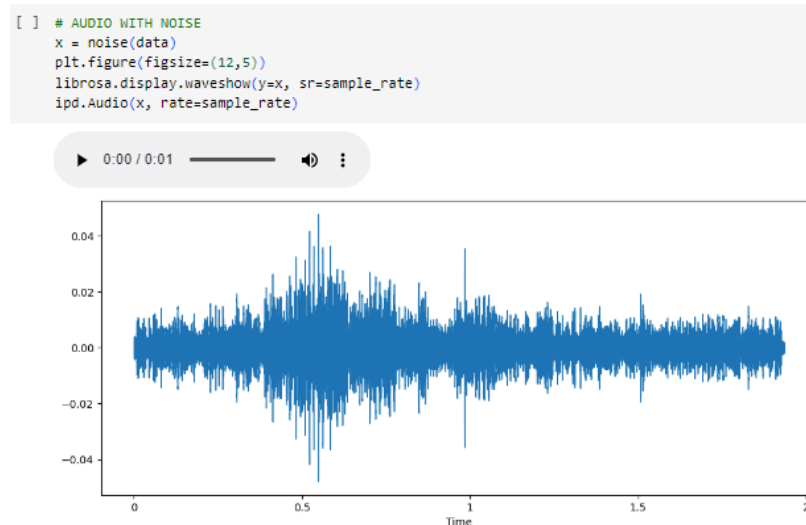 [ ] # AUDIO WITH NOISE
x = noise(data)
plt.figure(figsize=(12,5))
librosa.display.waveshow(y=x, sr=sample_rate)
ipd.Audio(x, rate=sample_rate)
0:00 / 0:01
0.04
0.02
0.00
−0.02
−0.04
0 0.5 1 1.5 2
Time